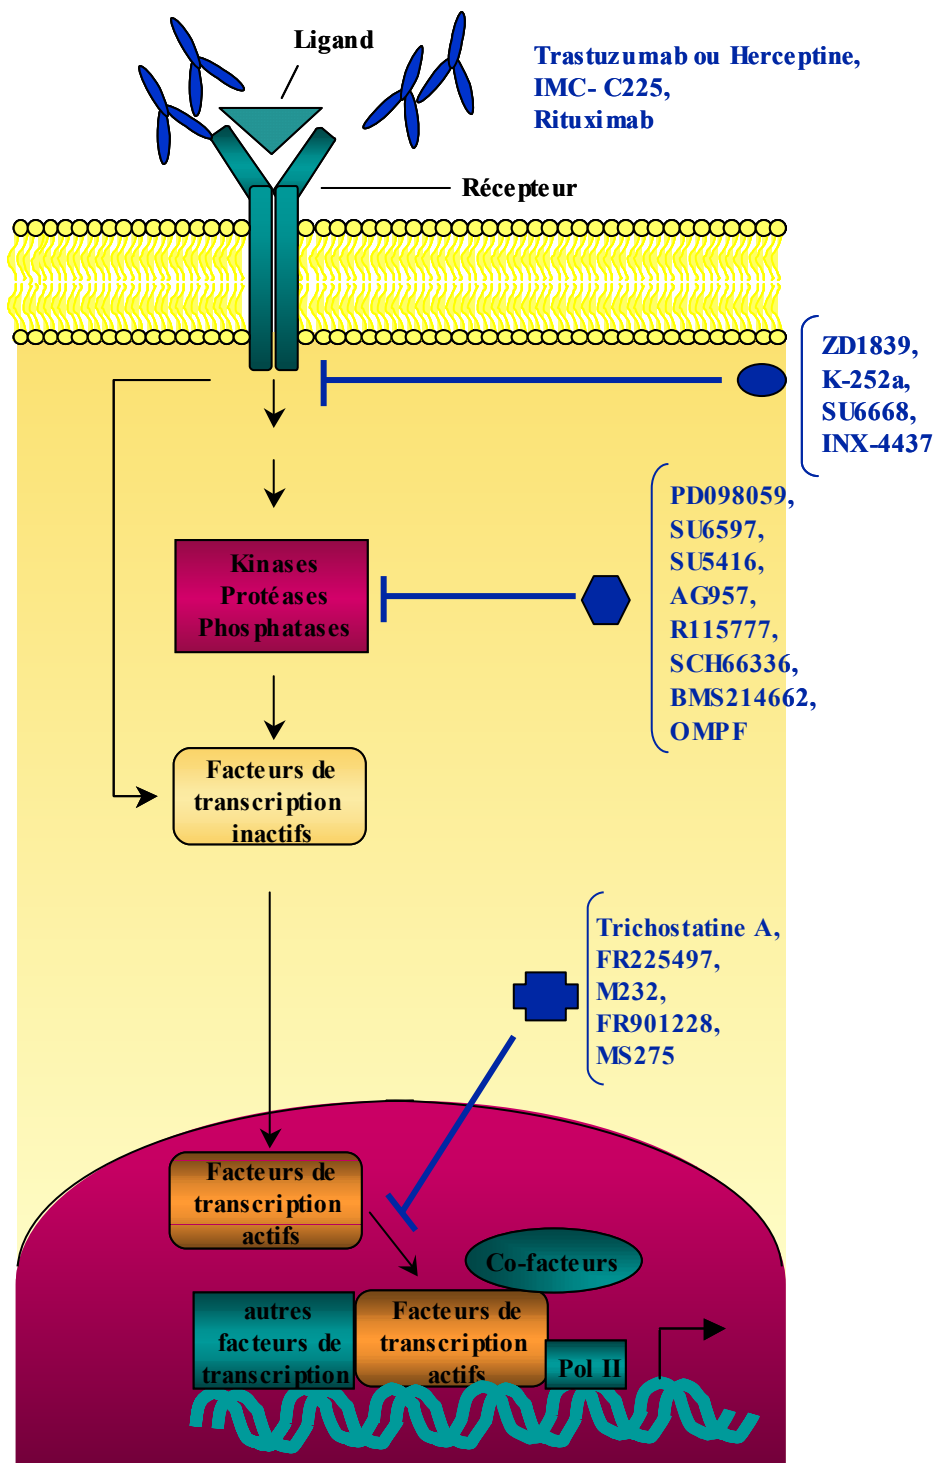 Ligand
Trastuzumab ou Herceptine,
IMC- C225,
Rituximab
Récepteur
ZD1839,
K-252a,
SU6668,
INX-4437
PD098059,
SU6597,
SU5416,
AG957,
R115777,
SCH66336,
BMS214662,
OMPF
Kinases
Protéases
Phosphatases
Facteurs de
transcription
inactifs
Trichostatine A,
FR225497,
M232,
FR901228,
MS275
Facteurs de
transcription
actifs
Co-facteurs
autres
facteurs de
transcription
Facteurs de
transcription
actifs
Pol II